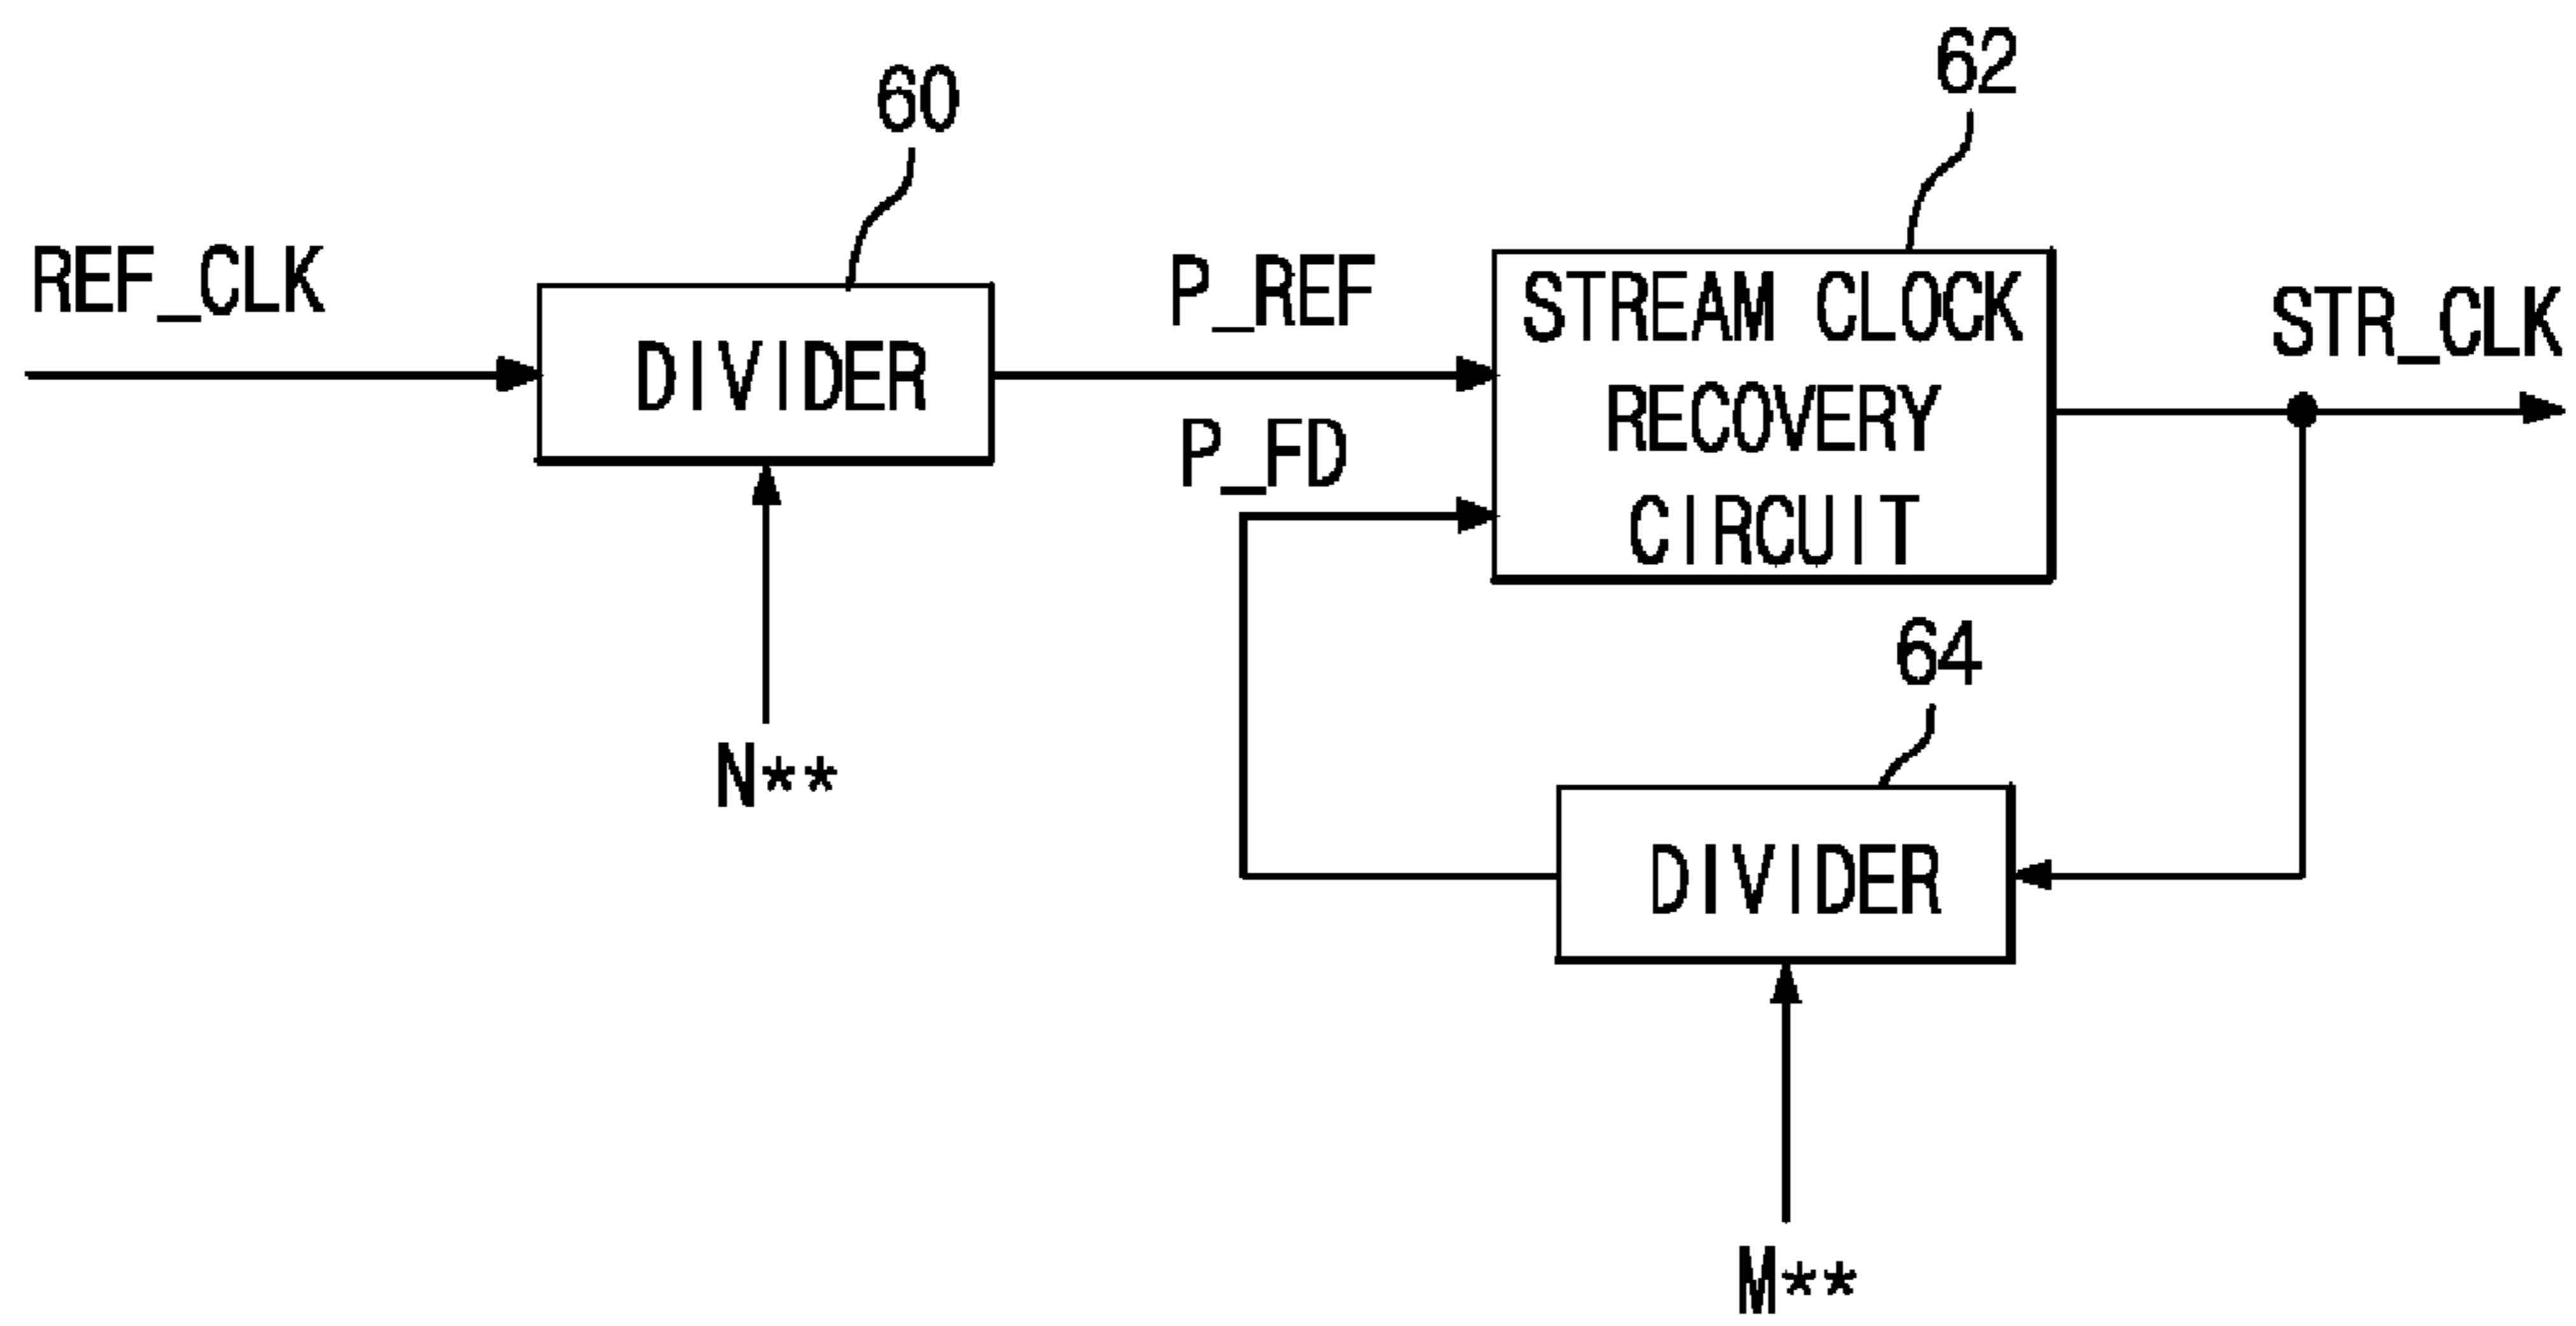 62
60
REF_CLK
P_REF
STREAM CLOCK
STR_CLK
DIVIDER
RECOVERY
P_FD
CIRCUIT
64
N**
DIVIDER
M**